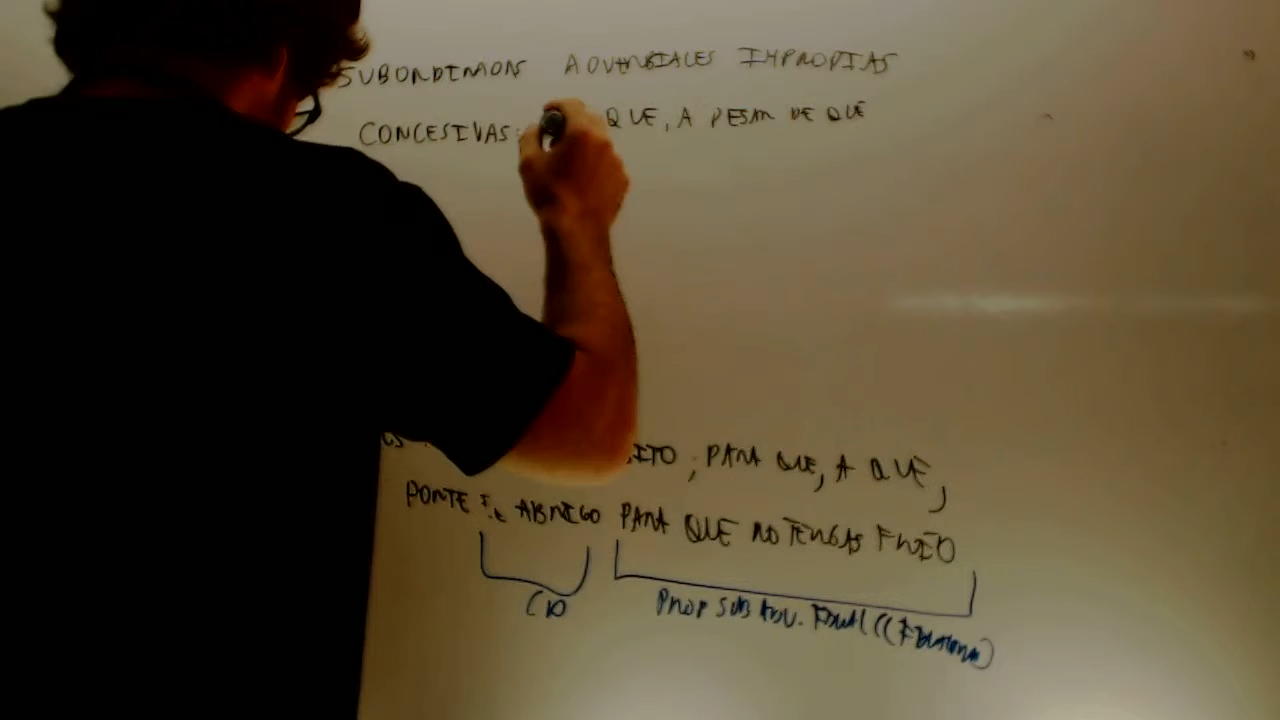 SUBORDINADAS ADVERBIALES IMPROPIAS
CONCESIVAS: QUE, A PESAR DE QUE
PARA QUE, A QUE,
PONTE EL ABRIGO PARA QUE NO TENGAS FRÍO
CD PROP SUB ADV. FINAL